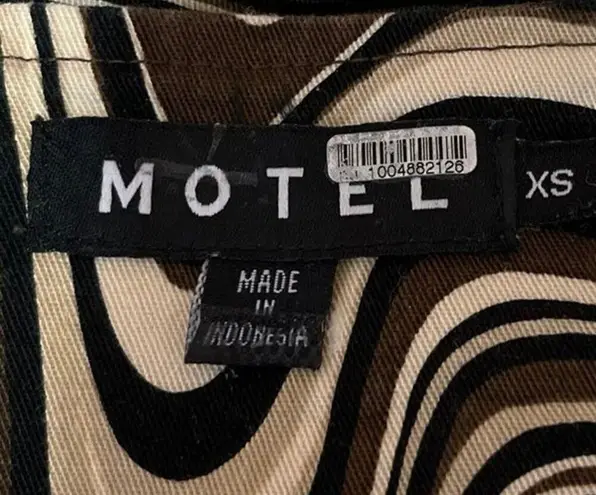 1004882126
MOTEL
XS
MADE
IN
INDONESIA